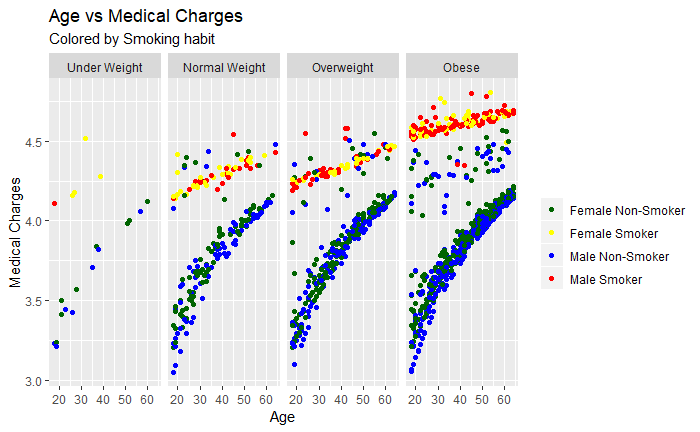 Age vs Medical Charges
Colored by Smoking habit
Under Weight
Normal Weight
Overweight
Obese
Medical Charges
4.5
4.0
3.5
3.0
20 30 40 50 60
20 30 40 50 60
20 30 40 50 60
20 30 40 50 60
Age
Female Non-Smoker
Female Smoker
Male Non-Smoker
Male Smoker